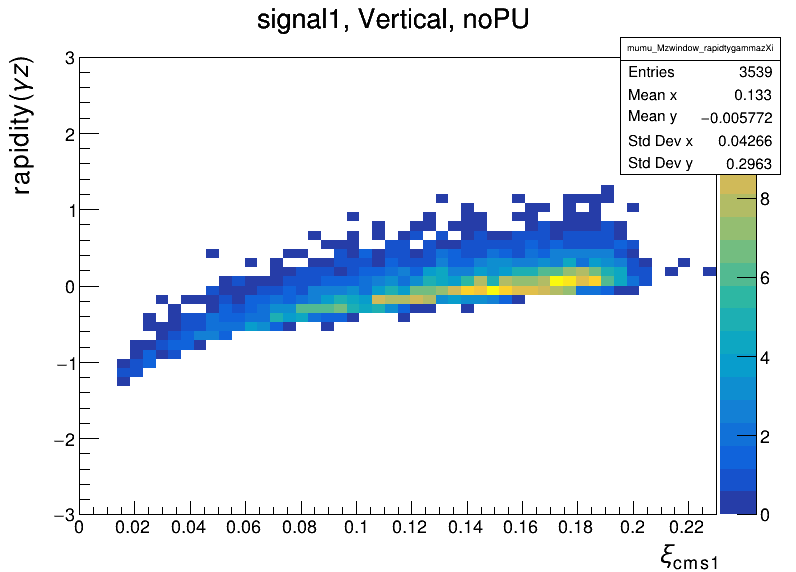 signal1, Vertical, noPU
mumu_Mzwindow_rapidtygammazXi
Entries 3539
Mean x 0.133
Mean y −0.005772
Std Dev x 0.04266
Std Dev y 0.2963
rapidity(γz)
3
2
1
0
−1
−2
−3
0 0.02 0.04 0.06 0.08 0.1 0.12 0.14 0.16 0.18 0.2 0.22
ξcms1
8
6
4
2
0